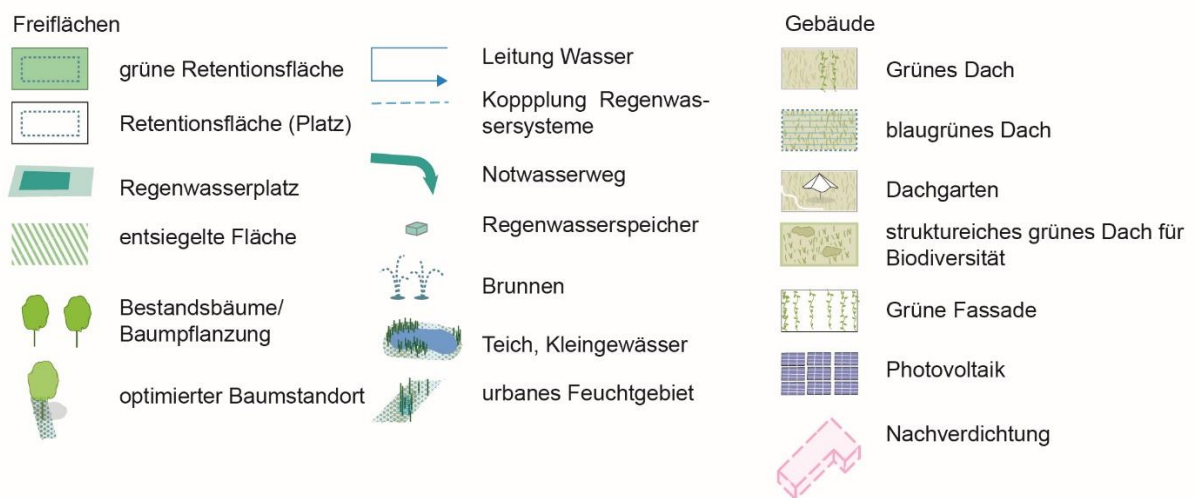 Freiflächen
grüne Retentionsfläche
Retentionsfläche (Platz)
Regenwasserplatz
entsiegelte Fläche
Bestandsbäume/
Baumpflanzung
optimierter Baumstandort
Leitung Wasser
Koppplung Regenwas-
sersysteme
Notwasserweg
Regenwasserspeicher
Brunnen
Teich, Kleingewässer
urbanes Feuchtgebiet
Gebäude
Grünes Dach
blaugrünes Dach
Dachgarten
struktureiches grünes Dach für
Biodiversität
Grüne Fassade
Photovoltaik
Nachverdichtung